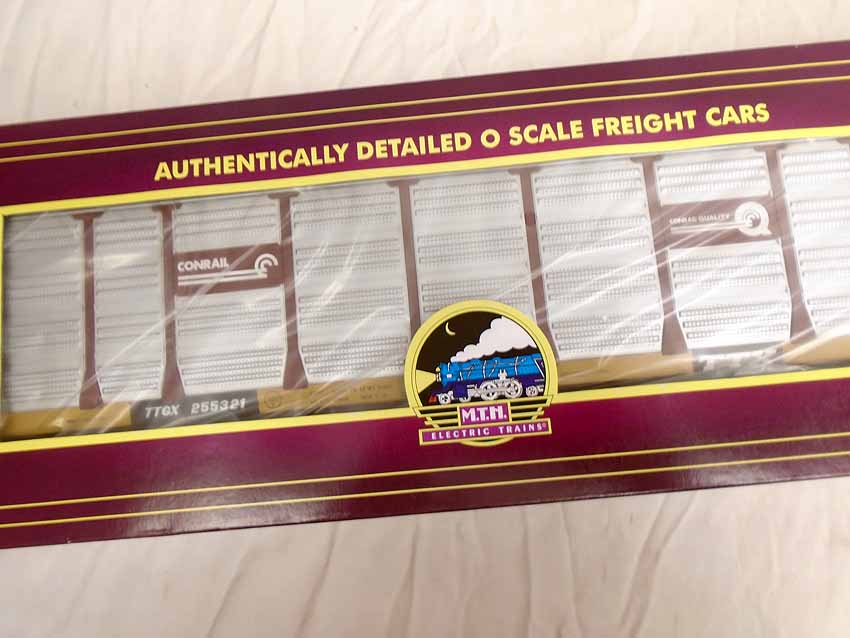 AUTHENTICALLY DETAILED O SCALE FREIGHT CARS
CONRAIL
CONRAIL QUALITY
TTGX 255321
M.T.H.
ELECTRIC TRAINS®